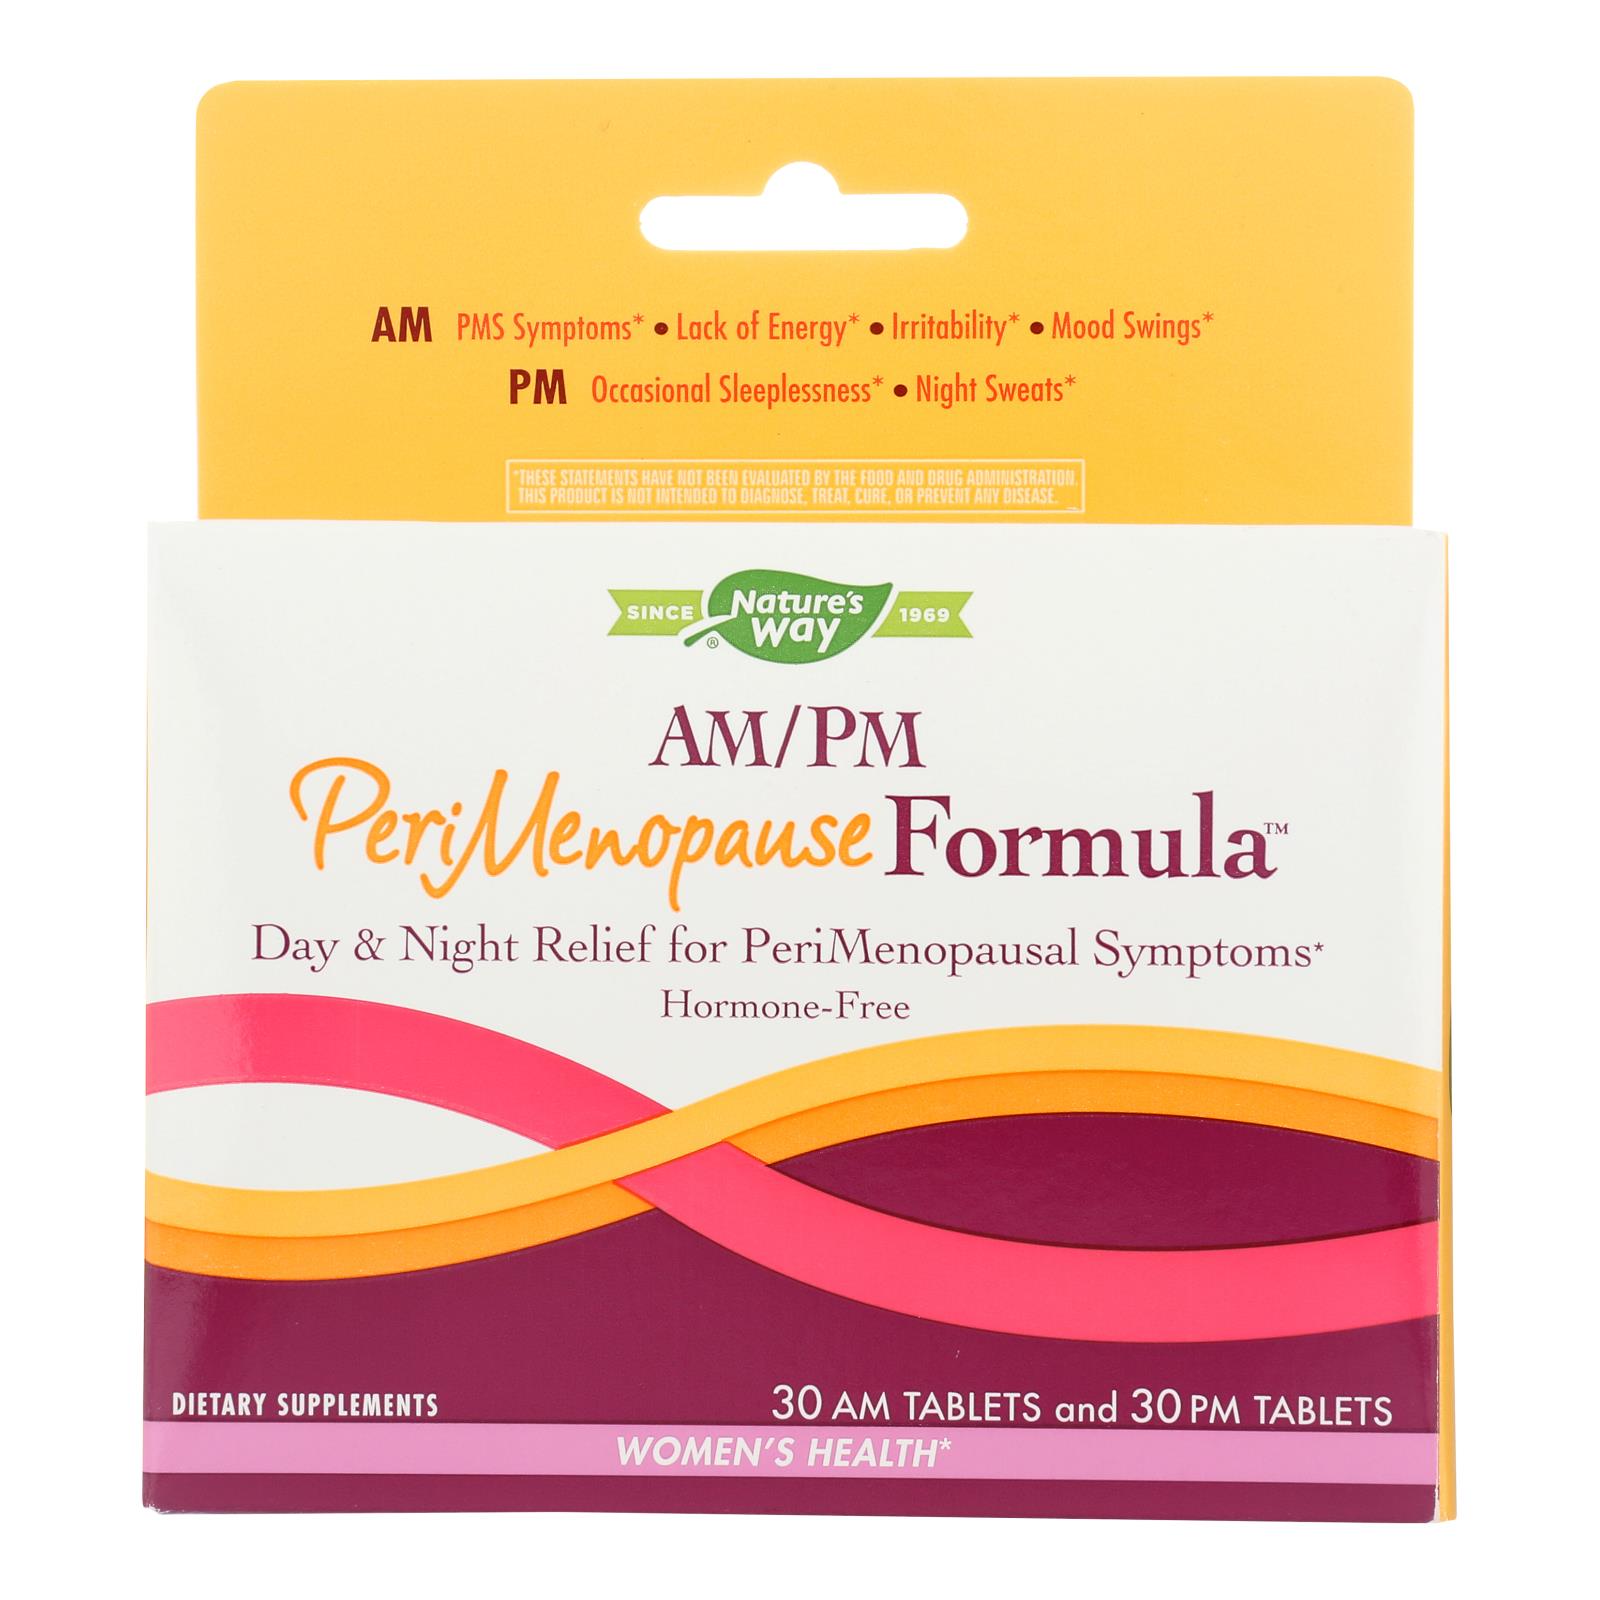 AM PMS Symptoms* • Lack of Energy* • Irritability* • Mood Swings*
PM Occasional Sleeplessness* • Night Sweats*
*THESE STATEMENTS HAVE NOT BEEN EVALUATED BY THE FOOD AND DRUG ADMINISTRATION.
THIS PRODUCT IS NOT INTENDED TO DIAGNOSE, TREAT, CURE, OR PREVENT ANY DISEASE.
SINCE Nature's Way® 1969
AM/PM
PeriMenopause Formula™
Day & Night Relief for PeriMenopausal Symptoms*
Hormone-Free
DIETARY SUPPLEMENTS 30 AM TABLETS and 30 PM TABLETS
WOMEN'S HEALTH*